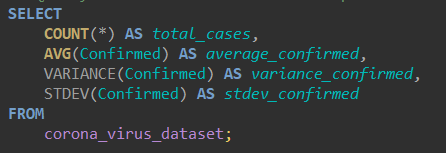 SELECT
COUNT(*) AS total_cases,
AVG(Confirmed) AS average_confirmed,
VARIANCE(Confirmed) AS variance_confirmed,
STDEV(Confirmed) AS stdev_confirmed
FROM
corona_virus_dataset;